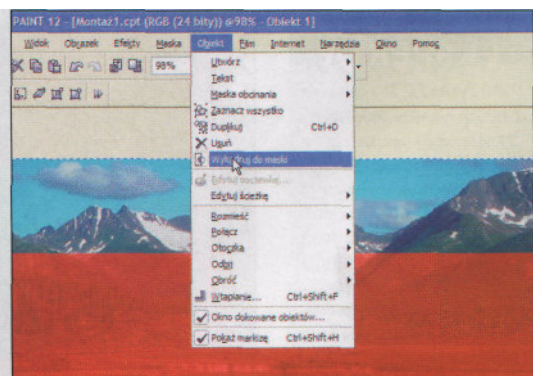 PAINT 12 - [Montaż1.cpt (RGB (24 bity)) @98% - Obiekt 1]
Widok Obrazek Efekty Maska Obiekt Film Internet Narzędzia Okno Pomoc
98%
Utwórz
Tekst
Maska obcinania
Zaznacz wszystko
Duplikuj Ctrl+D
Usuń
do maski
Edytuj
Edytuj ścieżkę
Rozmieść
Połącz
Otoczka
Odbij
Obróć
Wtapianie... Ctrl+Shift+F
Okno dokowane obiektów...
Pokaż markizę Ctrl+Shift+H